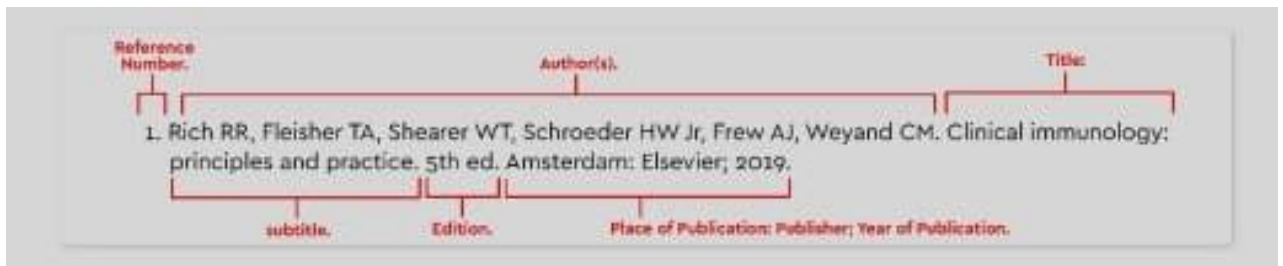 Reference
Number.
Author(s).
Title:
1. Rich RR, Fleisher TA, Shearer WT, Schroeder HW Jr, Frew AJ, Weyand CM. Clinical immunology:
principles and practice. 5th ed. Amsterdam: Elsevier; 2019.
subtitle.
Edition.
Place of Publication: Publisher; Year of Publication.